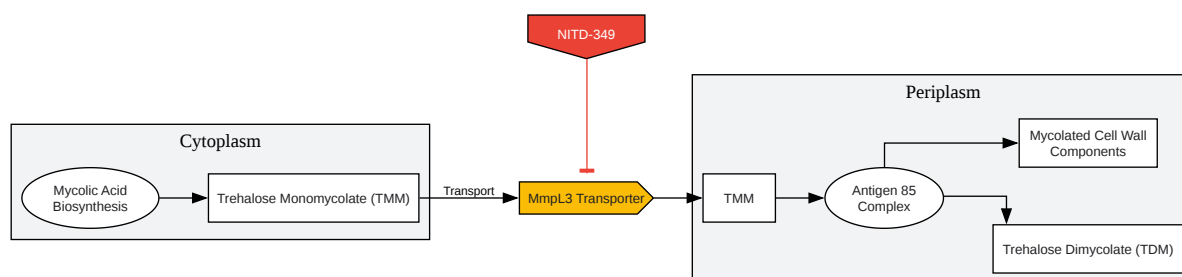 NITD-349
Cytoplasm
Mycolic Acid
Biosynthesis
Trehalose Monomycolate (TMM)
Transport
MmpL3 Transporter
Periplasm
TMM
Antigen 85
Complex
Mycolated Cell Wall
Components
Trehalose Dimycolate (TDM)